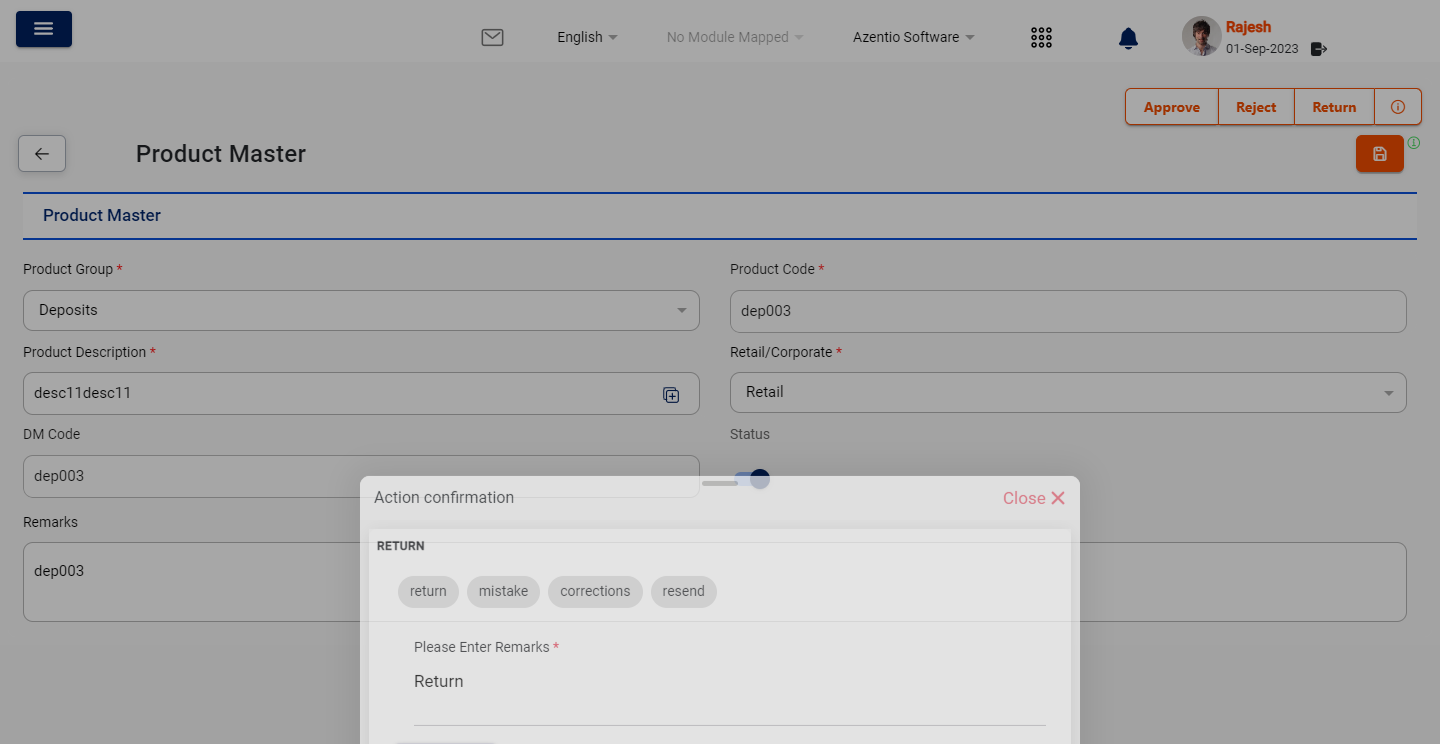 English
No Module Mapped
Azentio Software
Rajesh
01-Sep-2023
Approve
Reject
Return
Product Master
Product Master
Product Group *
Product Code *
Deposits
dep003
Product Description *
Retail/Corporate *
desc11desc11
Retail
DM Code
Status
dep003
Action confirmation
Close
Remarks
RETURN
dep003
return
mistake
corrections
resend
Please Enter Remarks *
Return